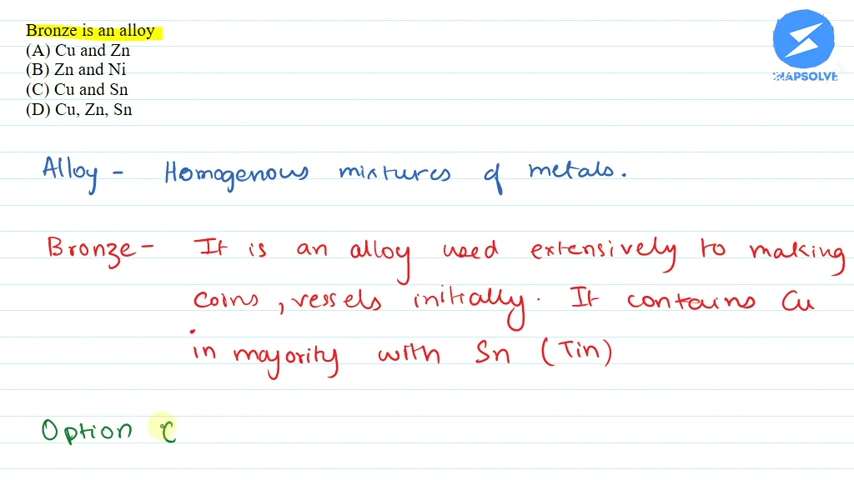 Bronze is an alloy
(A) Cu and Zn
(B) Zn and Ni
(C) Cu and Sn
(D) Cu, Zn, Sn
SNAPSOLVE
Alloy - Homogenous mixtures of metals.
Bronze - It is an alloy used extensively to making
coins, vessels initially. It contains Cu
in majority with Sn (Tin)
Option C